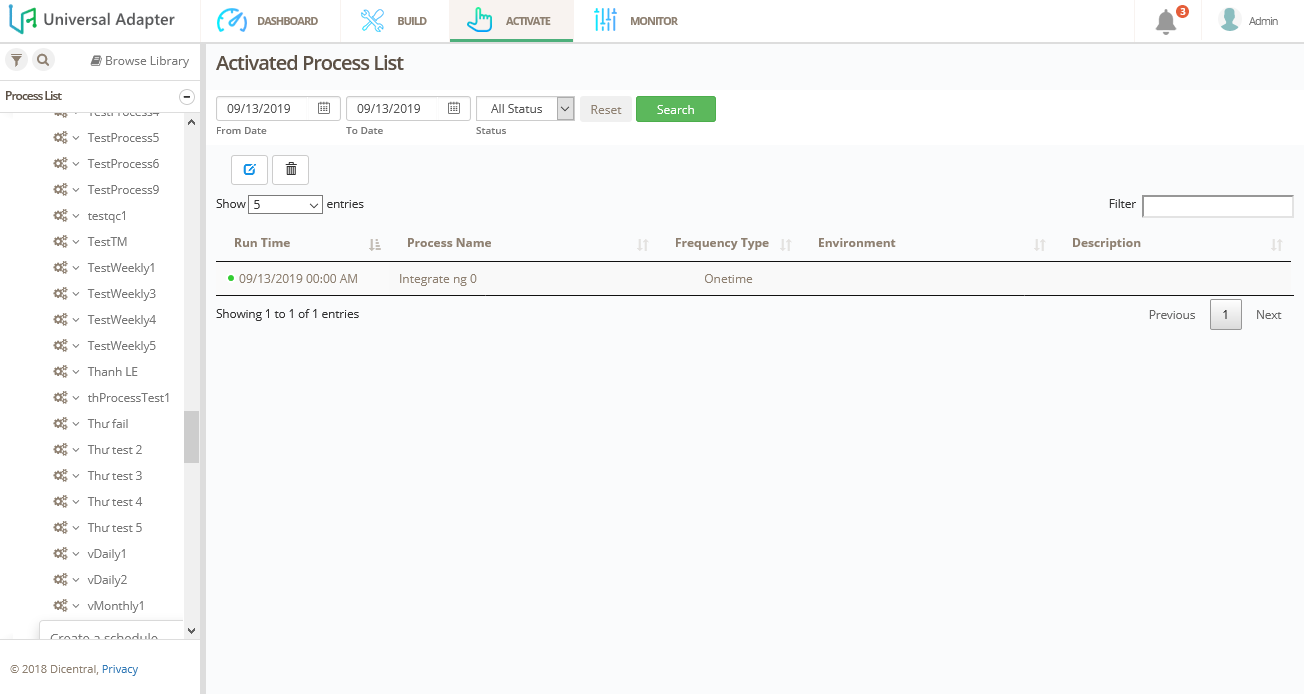 Universal Adapter
DASHBOARD
BUILD
ACTIVATE
MONITOR
3
Admin
Browse Library
Process List
TestProcess4
TestProcess5
TestProcess6
TestProcess9
testqc1
TestTM
TestWeekly1
TestWeekly3
TestWeekly4
TestWeekly5
Thanh LE
thProcessTest1
Thư fail
Thư test 2
Thư test 3
Thư test 4
Thư test 5
vDaily1
vDaily2
vMonthly1
Create a schedule
© 2018 Dicentral, Privacy
Activated Process List
09/13/2019 09/13/2019 All Status Reset Search
From Date To Date Status
Show 5 entries Filter
Run Time Process Name Frequency Type Environment Description
09/13/2019 00:00 AM Integrate ng 0 Onetime
Showing 1 to 1 of 1 entries Previous 1 Next